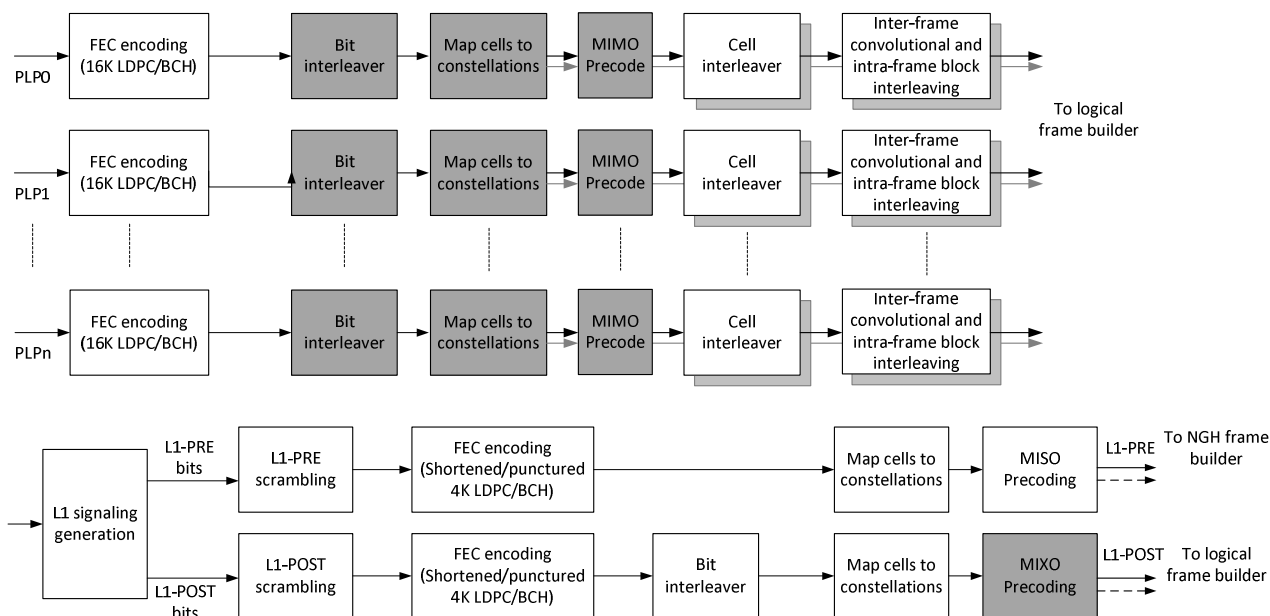 FEC encoding
(16K LDPC/BCH)
Bit
interleaver
Map cells to
constellations
MIMO
Precode
Cell
interleaver
Inter-frame
convolutional and
intra-frame block
interleaving
PLP0
To logical
frame builder
FEC encoding
(16K LDPC/BCH)
Bit
interleaver
Map cells to
constellations
MIMO
Precode
Cell
interleaver
Inter-frame
convolutional and
intra-frame block
interleaving
PLP1
FEC encoding
(16K LDPC/BCH)
Bit
interleaver
Map cells to
constellations
MIMO
Precode
Cell
interleaver
Inter-frame
convolutional and
intra-frame block
interleaving
PLPn
L1 signaling
generation
L1-PRE
bits
L1-PRE
scrambling
FEC encoding
(Shortened/punctured
4K LDPC/BCH)
Map cells to
constellations
MISO
Precoding
L1-PRE
To NGH frame
builder
L1-POST
bits
L1-POST
scrambling
FEC encoding
(Shortened/punctured
4K LDPC/BCH)
Bit
interleaver
Map cells to
constellations
MIXO
Precoding
L1-POST
To logical
frame builder